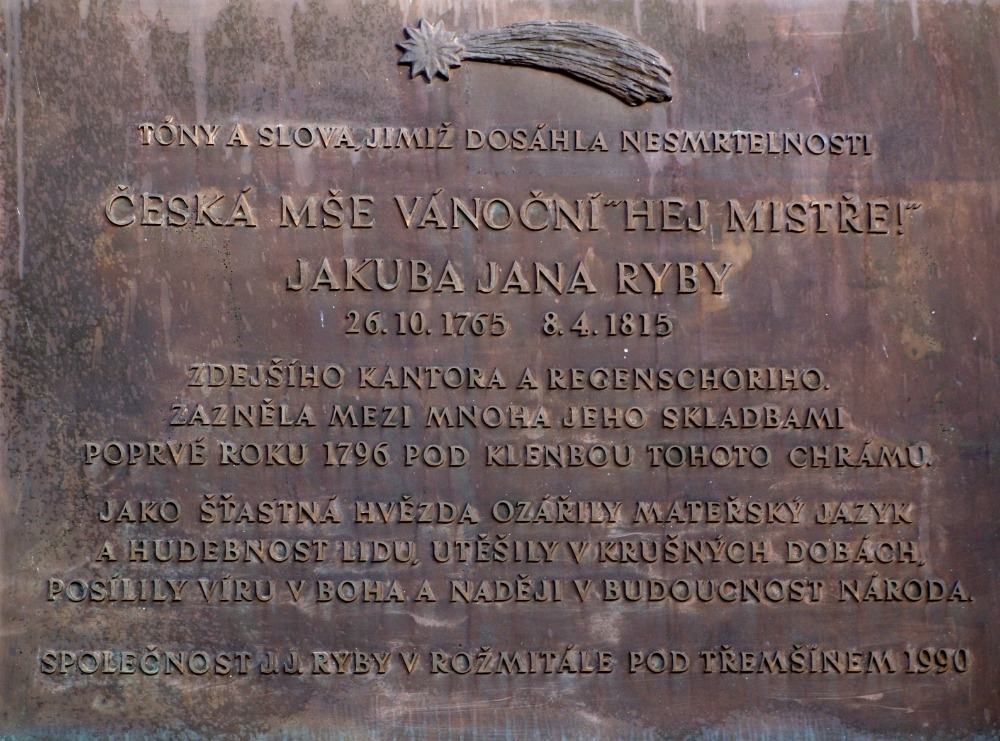 TÓNY A SLOVA, JIMIŽ DOSÁHLA NESMRTELNOSTI
ČESKÁ MŠE VÁNOČNÍ "HEJ MISTŘE!"
JAKUBA JANA RYBY
26. 10. 1765 8. 4. 1815
ZDEJŠÍHO KANTORA A REGENSCHORIHO.
ZAZNĚLA MEZI MNOHA JEHO SKLADBAMI
POPRVÉ ROKU 1796 POD KLENBOU TOHOTO CHRÁMU.
JAKO ŠŤASTNÁ HVĚZDA OZÁŘILY MATEŘSKÝ JAZYK
A HUDEBNOST LIDU, UTĚŠILY V KRUŠNÝCH DOBÁCH,
POSÍLILY VÍRU V BOHA A NADĚJI V BUDOUCNOST NÁRODA.
SPOLEČNOST J. J. RYBY V ROŽMITÁLE POD TŘEMŠÍNEM 1990